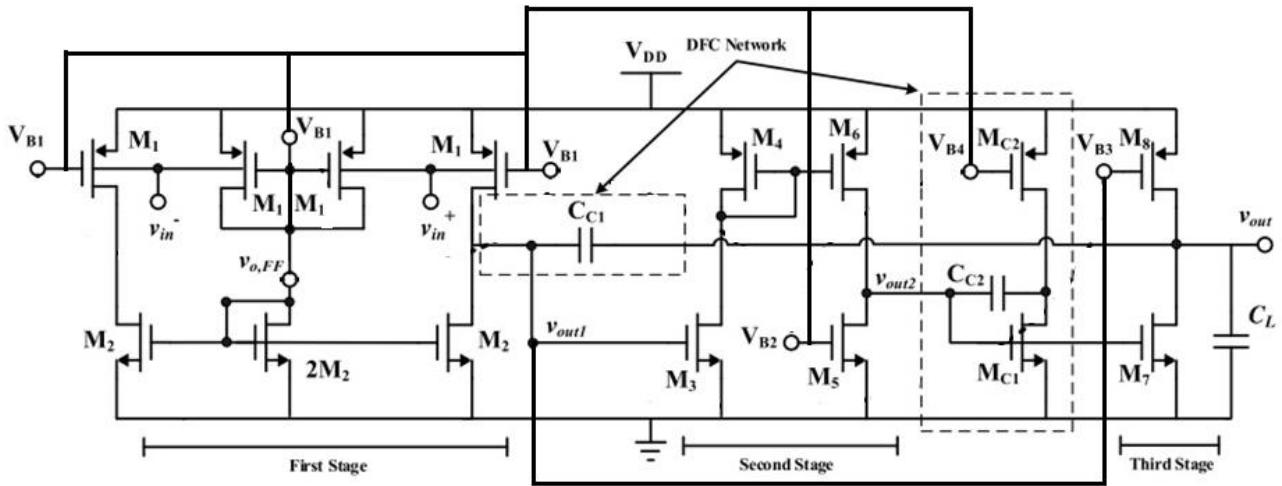 DFC Network
V_DD
V_B1
M_1
V_B1
M_1
V_B1
M_4
M_6
V_B4
M_C2
V_B3
M_8
M_1
M_1
v_in^-
v_in^+
C_C1
v_out
v_o,FF
v_out2
C_C2
M_2
2M_2
M_2
v_out1
M_3
V_B2
M_5
M_C1
M_7
C_L
First Stage
Second Stage
Third Stage